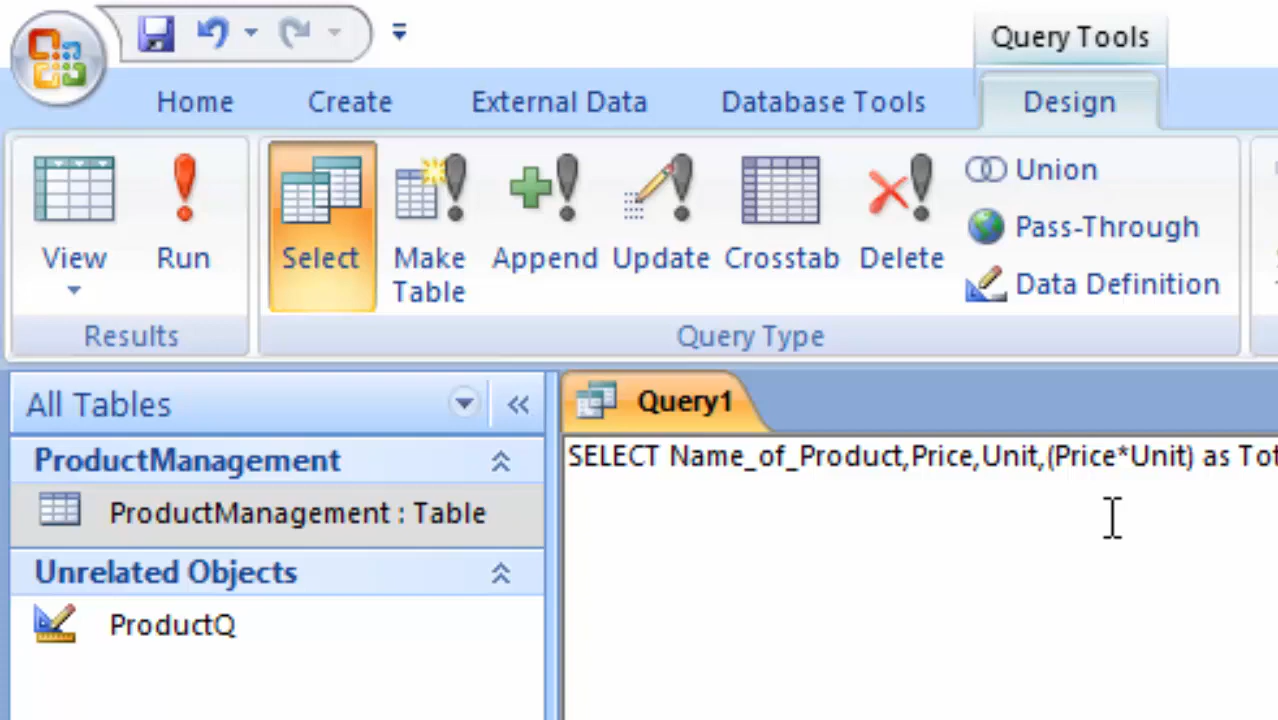 Query Tools
Home Create External Data Database Tools Design
View Run Select Make Table Append Update Crosstab Delete
Union
Pass-Through
Data Definition
Results Query Type
All Tables
Query1
ProductManagement
SELECT Name_of_Product,Price,Unit,(Price*Unit) as Tot
ProductManagement : Table
Unrelated Objects
ProductQ